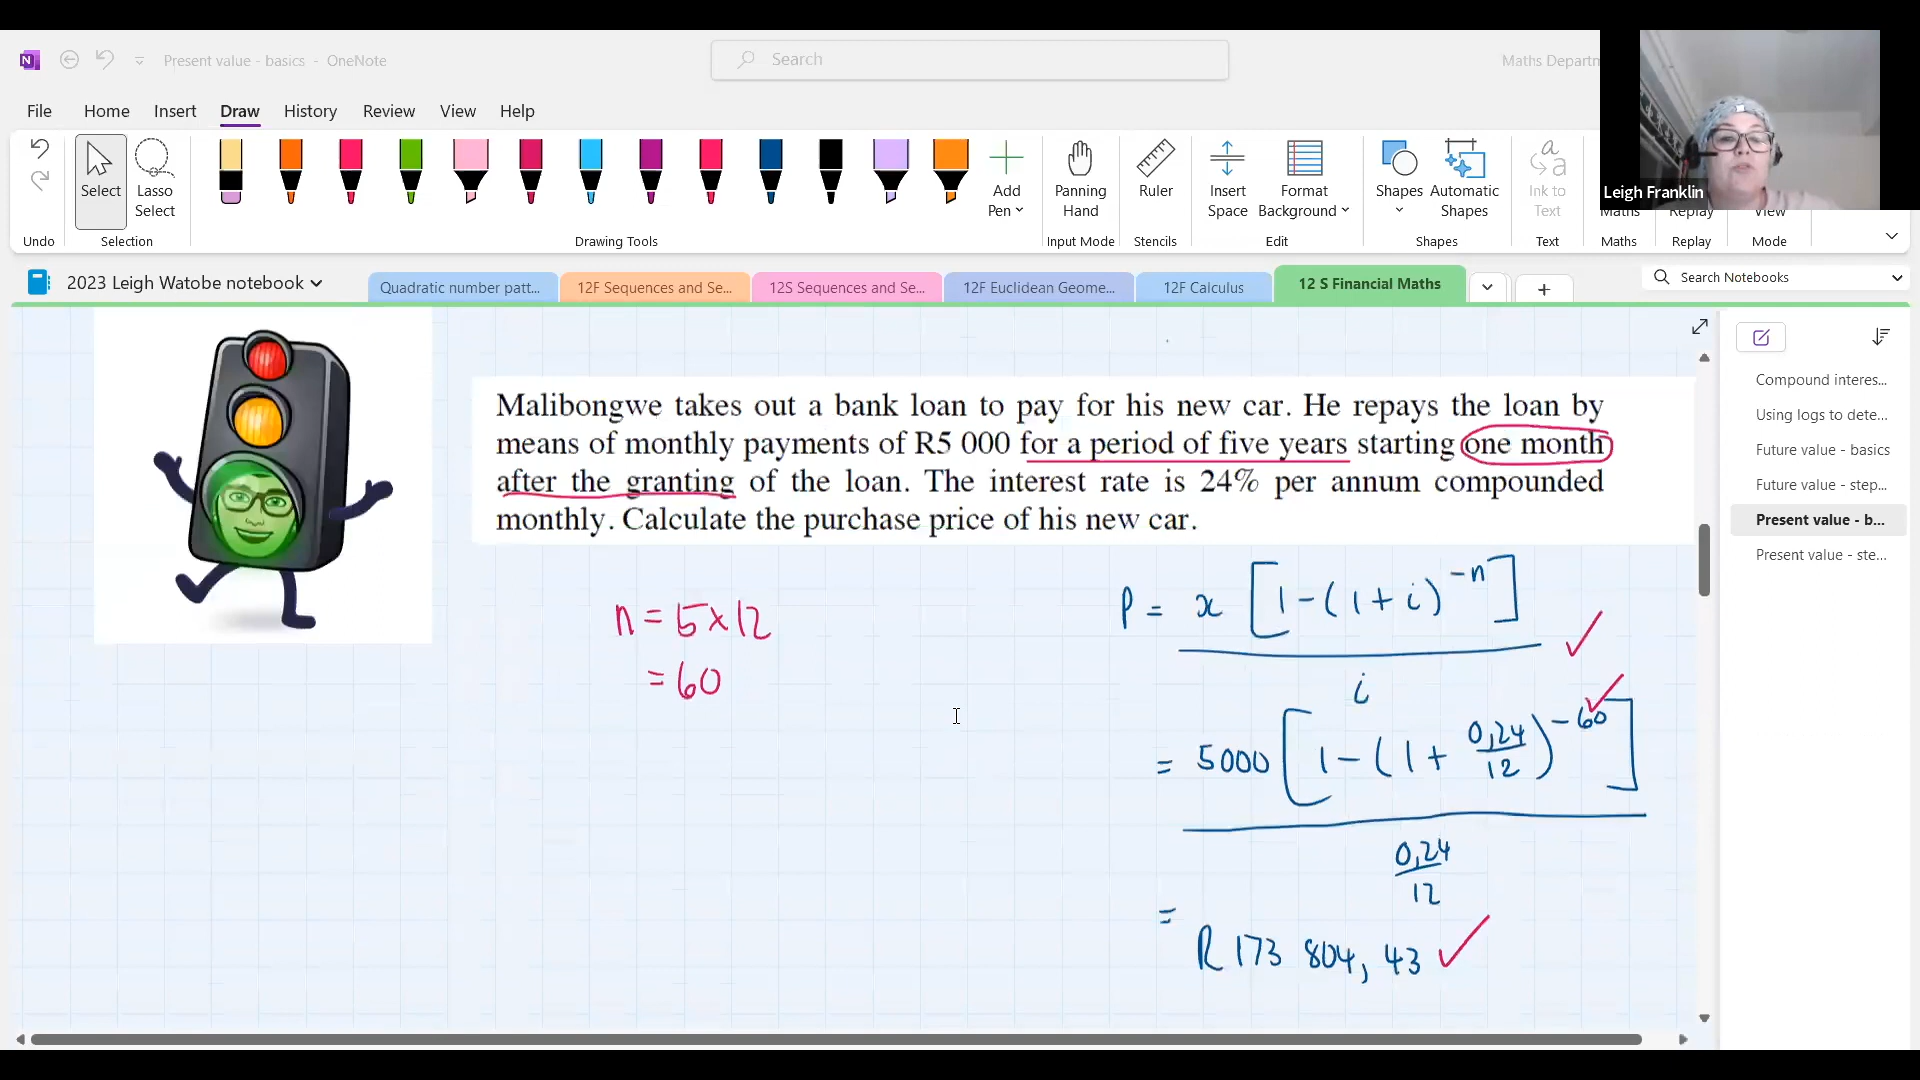 Present value - basics - OneNote
Search
Maths Departn
File Home Insert Draw History Review View Help
Select
Lasso
Select
Add
Pen
Panning
Hand
Ruler
Insert
Space
Format
Background
Shapes
Automatic
Shapes
Ink to
Text
Maths
Replay
View
Leigh Franklin
Undo Selection Drawing Tools Input Mode Stencils Edit Shapes Text Maths Replay Mode
2023 Leigh Watobe notebook
Quadratic number patt...
12F Sequences and Se...
12S Sequences and Se...
12F Euclidean Geome...
12F Calculus
12 S Financial Maths
+
Search Notebooks
Malibongwe takes out a bank loan to pay for his new car. He repays the loan by
means of monthly payments of R5 000 for a period of five years starting one month
after the granting of the loan. The interest rate is 24% per annum compounded
monthly. Calculate the purchase price of his new car.
n = 5 x 12
= 60
P = x [1 - (1 + i)^-n]
i
= 5000 [1 - (1 + 0,24/12)^-60]
0,24
12
=
R 173 804, 43
Compound interes...
Using logs to dete...
Future value - basics
Future value - step...
Present value - b...
Present value - ste...